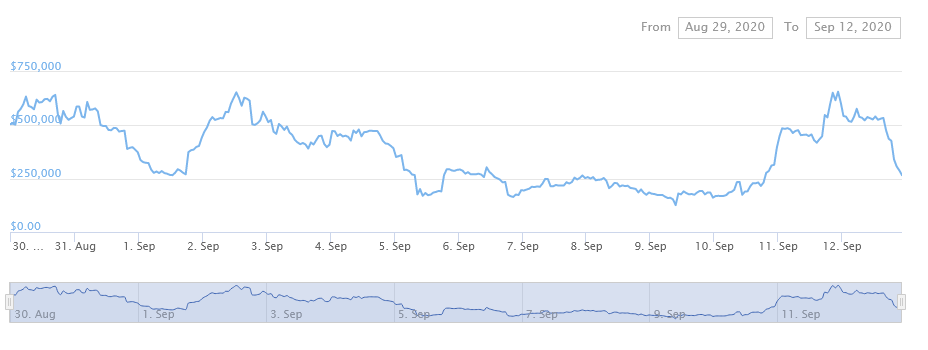 From Aug 29, 2020 To Sep 12, 2020
$750,000
$500,000
$250,000
$0.00
30. ... 31. Aug 1. Sep 2. Sep 3. Sep 4. Sep 5. Sep 6. Sep 7. Sep 8. Sep 9. Sep 10. Sep 11. Sep 12. Sep
30. Aug 1. Sep 3. Sep 5. Sep 7. Sep 9. Sep 11. Sep